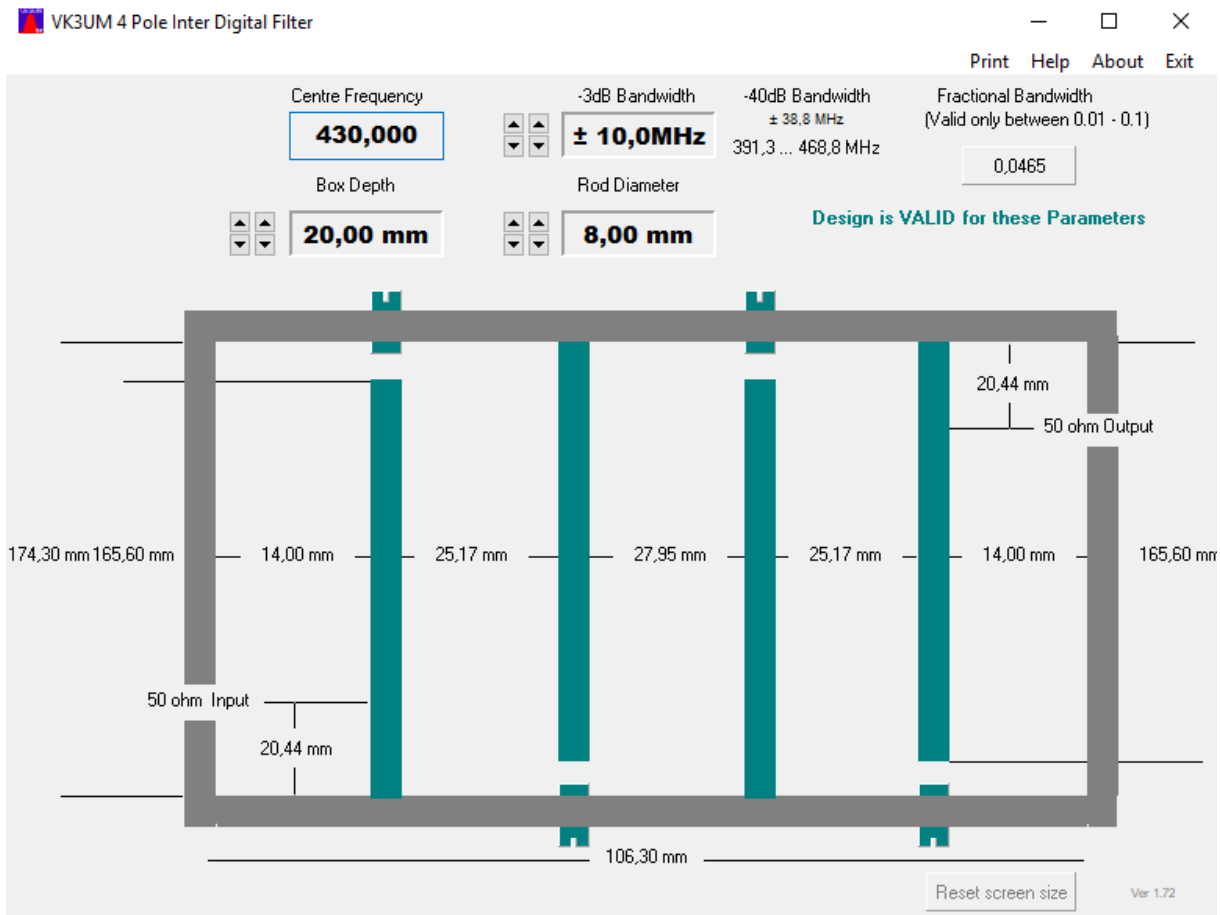 VK3UM 4 Pole Inter Digital Filter
Print Help About Exit
Centre Frequency
430,000
-3dB Bandwidth
± 10,0MHz
-40dB Bandwidth
± 38,8 MHz
391,3 ... 468,8 MHz
Fractional Bandwidth
(Valid only between 0.01 - 0.1)
0,0465
Box Depth
20,00 mm
Rod Diameter
8,00 mm
Design is VALID for these Parameters
20,44 mm
50 ohm Output
174,30 mm 165,60 mm
14,00 mm
25,17 mm
27,95 mm
25,17 mm
14,00 mm
165,60 mm
50 ohm Input
20,44 mm
106,30 mm
Reset screen size
Ver 1.72